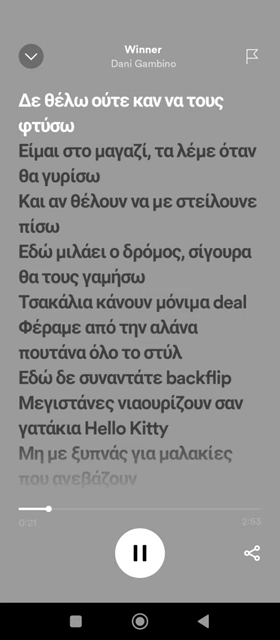 Winner
Dani Gambino
Δε θέλω ούτε καν να τους
φτύσω
Είμαι στο μαγαζί, τα λέμε όταν
θα γυρίσω
Και αν θέλουν να με στείλουνε
πίσω
Εδώ μιλάει ο δρόμος, σίγουρα
θα τους γαμήσω
Τσακάλια κάνουν μόνιμα deal
Φέραμε από την αλάνα
πουτάνα όλο το στύλ
Εδώ δε συναντάτε backflip
Μεγιστάνες νιαουρίζουν σαν
γατάκια Hello Kitty
Μη με ξυπνάς για μαλακίες
που ανεβάζουν
0:21
2:53